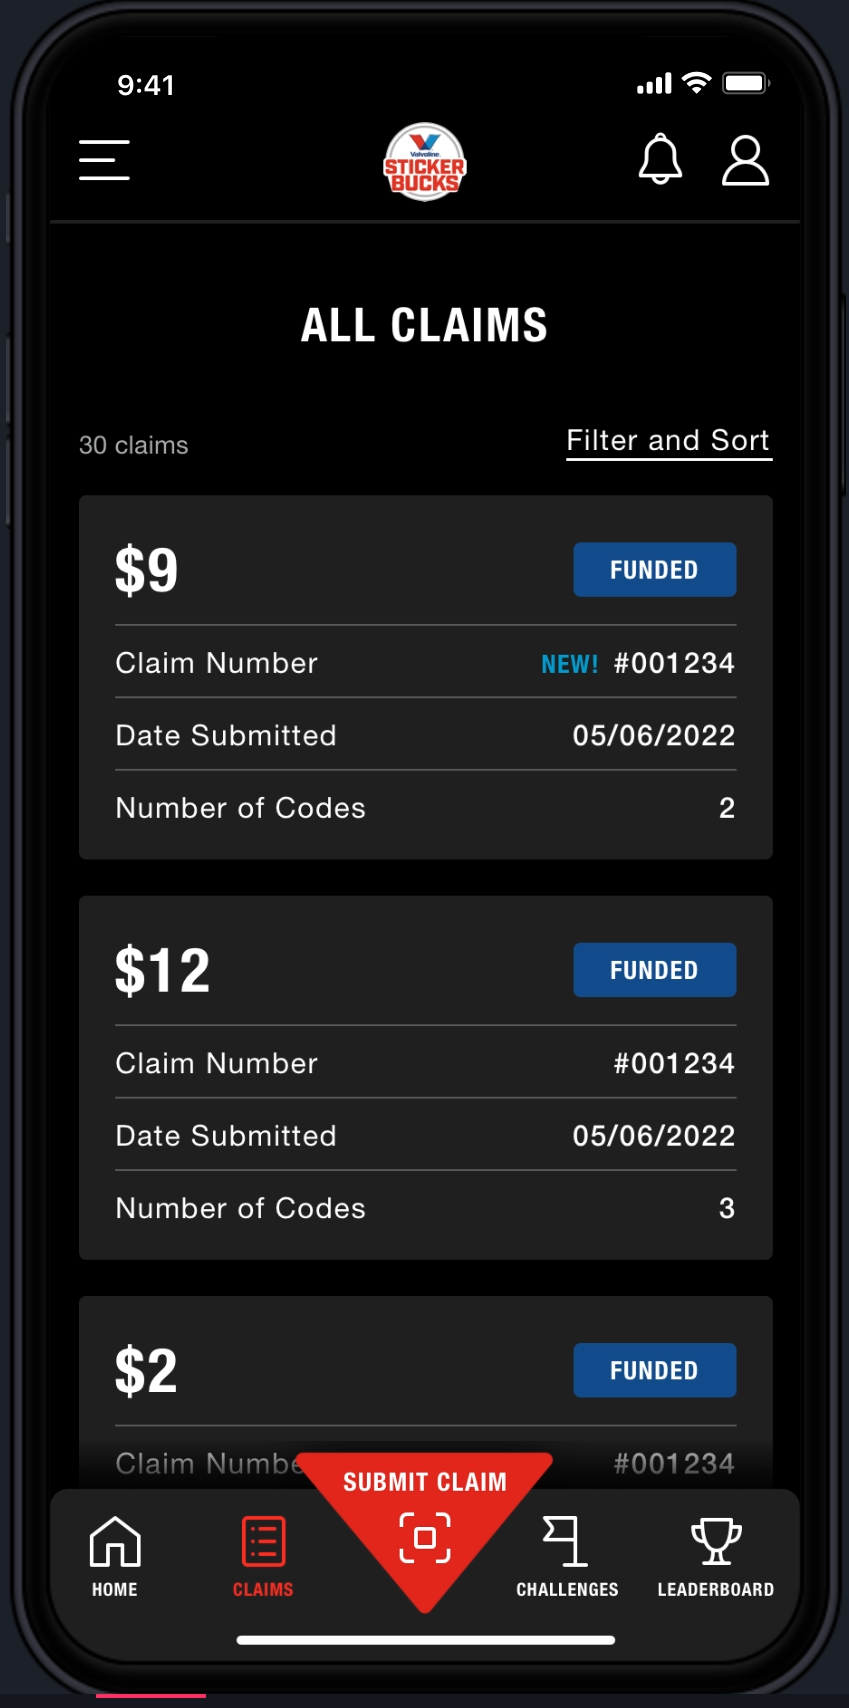 9:41
Valvoline
STICKER
BUCKS
ALL CLAIMS
30 claims
Filter and Sort
$9
FUNDED
Claim Number NEW! #001234
Date Submitted 05/06/2022
Number of Codes 2
$12
FUNDED
Claim Number #001234
Date Submitted 05/06/2022
Number of Codes 3
$2
FUNDED
Claim Numbe #001234
SUBMIT CLAIM
HOME
CLAIMS
CHALLENGES
LEADERBOARD